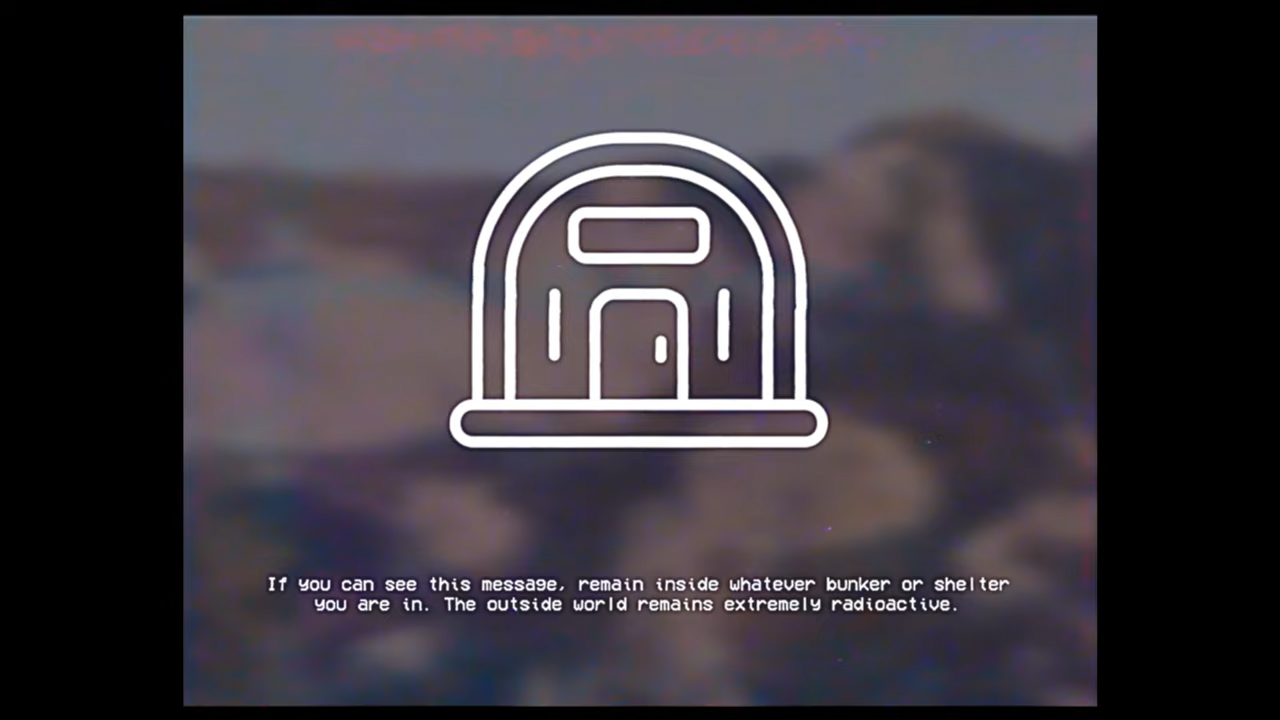 If you can see this message, remain inside whatever bunker or shelter
you are in. The outside world remains extremely radioactive.